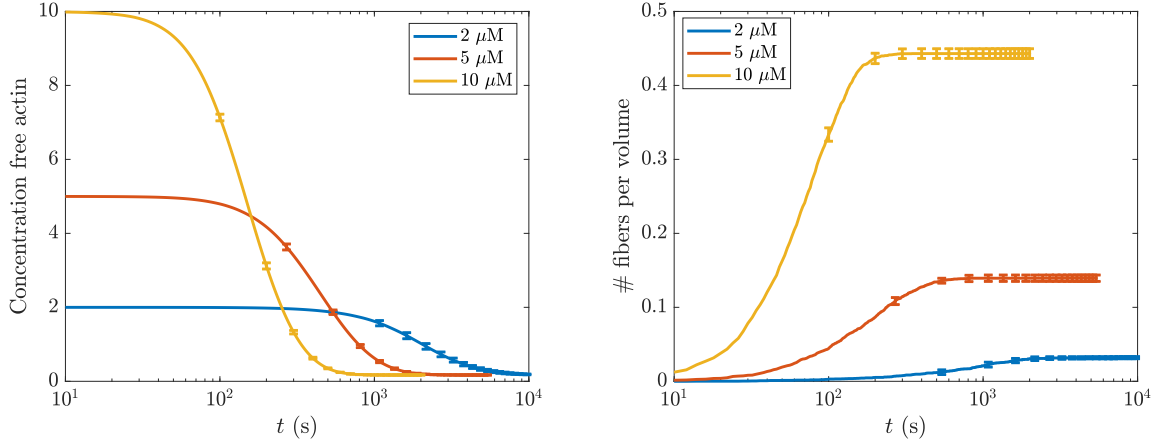 Concentration free actin
10
8
6
4
2
0
10^1
10^2
10^3
10^4
t (s)
2 μM
5 μM
10 μM
# fibers per volume
0.5
0.4
0.3
0.2
0.1
0
10^1
10^2
10^3
10^4
t (s)
2 μM
5 μM
10 μM